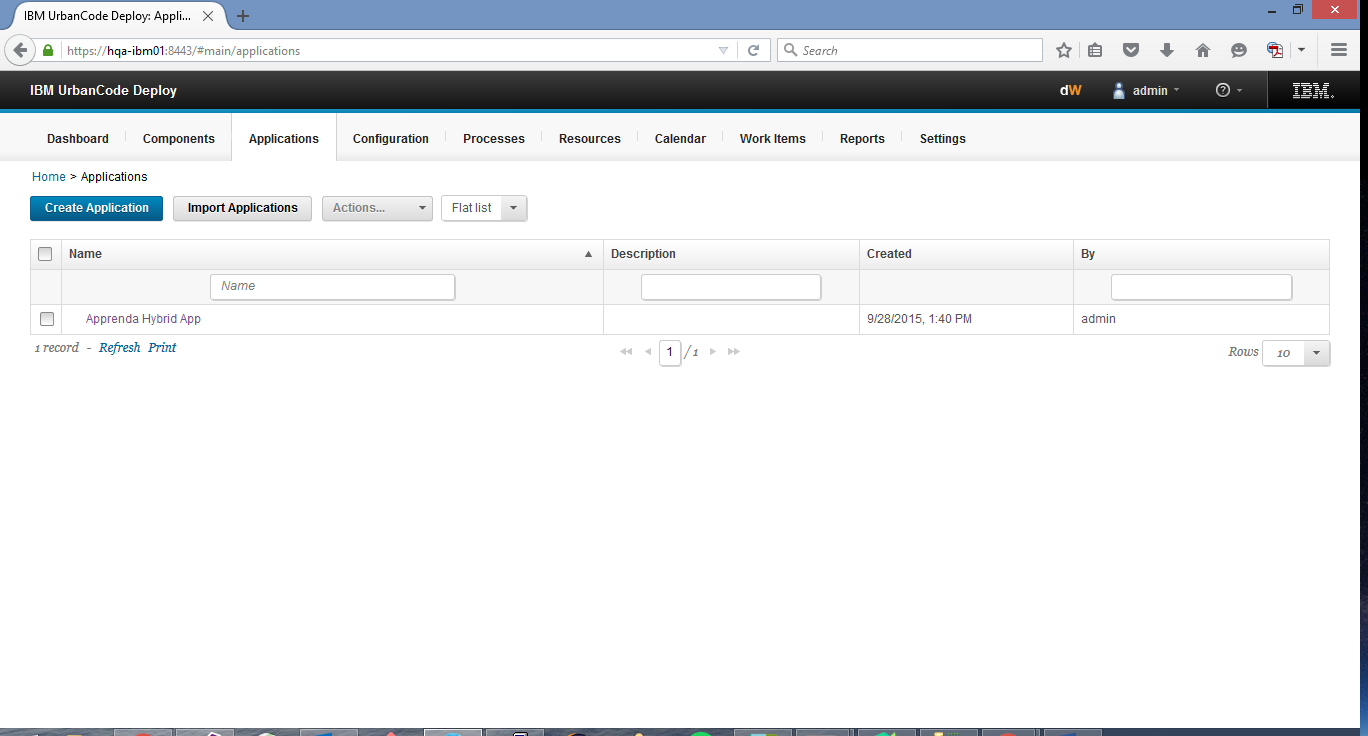 IBM UrbanCode Deploy: Appli...
https://hqa-ibm01:8443/#main/applications
Search
IBM UrbanCode Deploy
dW
admin
IBM.
Dashboard
Components
Applications
Configuration
Processes
Resources
Calendar
Work Items
Reports
Settings
Home > Applications
Create Application
Import Applications
Actions...
Flat list
Name
Description
Created
By
Name
Apprenda Hybrid App
9/28/2015, 1:40 PM
admin
1 record - Refresh Print
1 / 1
Rows 10